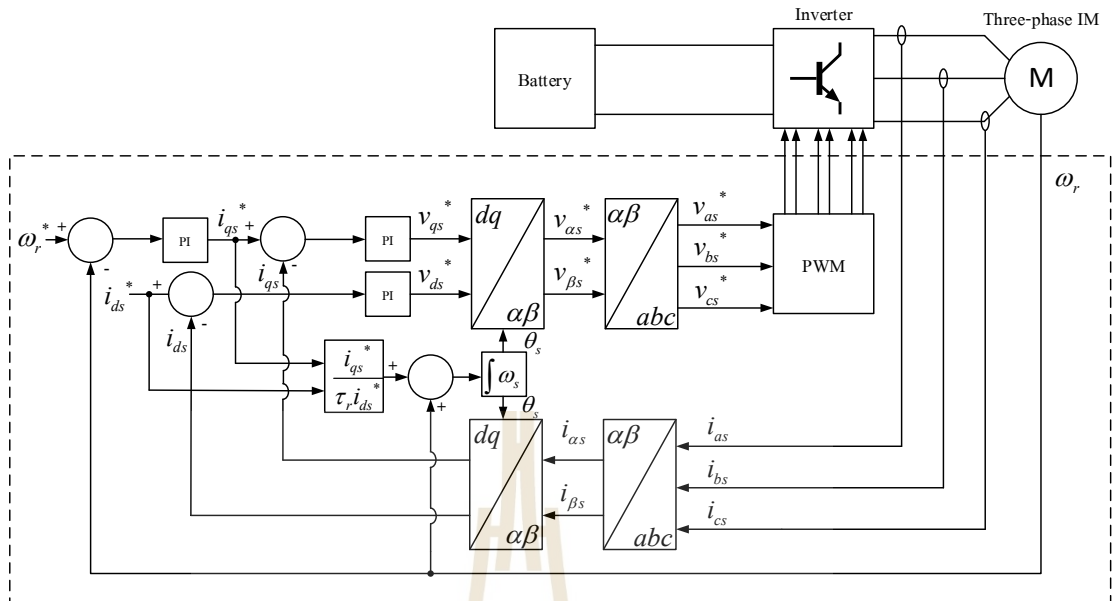 Inverter
Three-phase IM
Battery
M
ω_r
ω_r^*
+
-
PI
i_qs^*
+
-
i_qs
PI
v_qs^*
dq
αβ
v_αs^*
v_βs^*
αβ
abc
v_as^*
v_bs^*
v_cs^*
PWM
i_ds^*
+
-
i_ds
PI
v_ds^*
i_qs^*
τ_r i_ds^*
+
+
∫ω_s
θ_s
θ_s
dq
αβ
i_αs
i_βs
αβ
abc
i_as
i_bs
i_cs